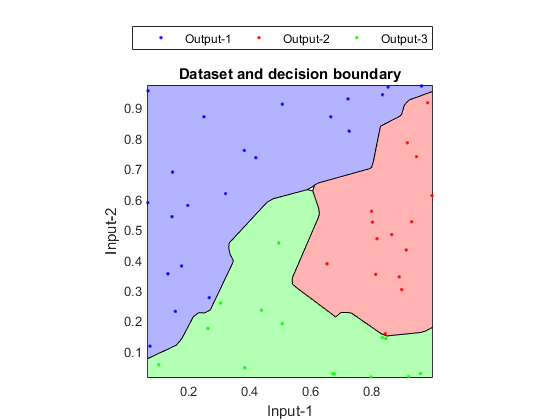 Output-1 Output-2 Output-3
Dataset and decision boundary
0.9
0.8
0.7
0.6
0.5
0.4
0.3
0.2
0.1
Input-2
0.2 0.4 0.6 0.8
Input-1